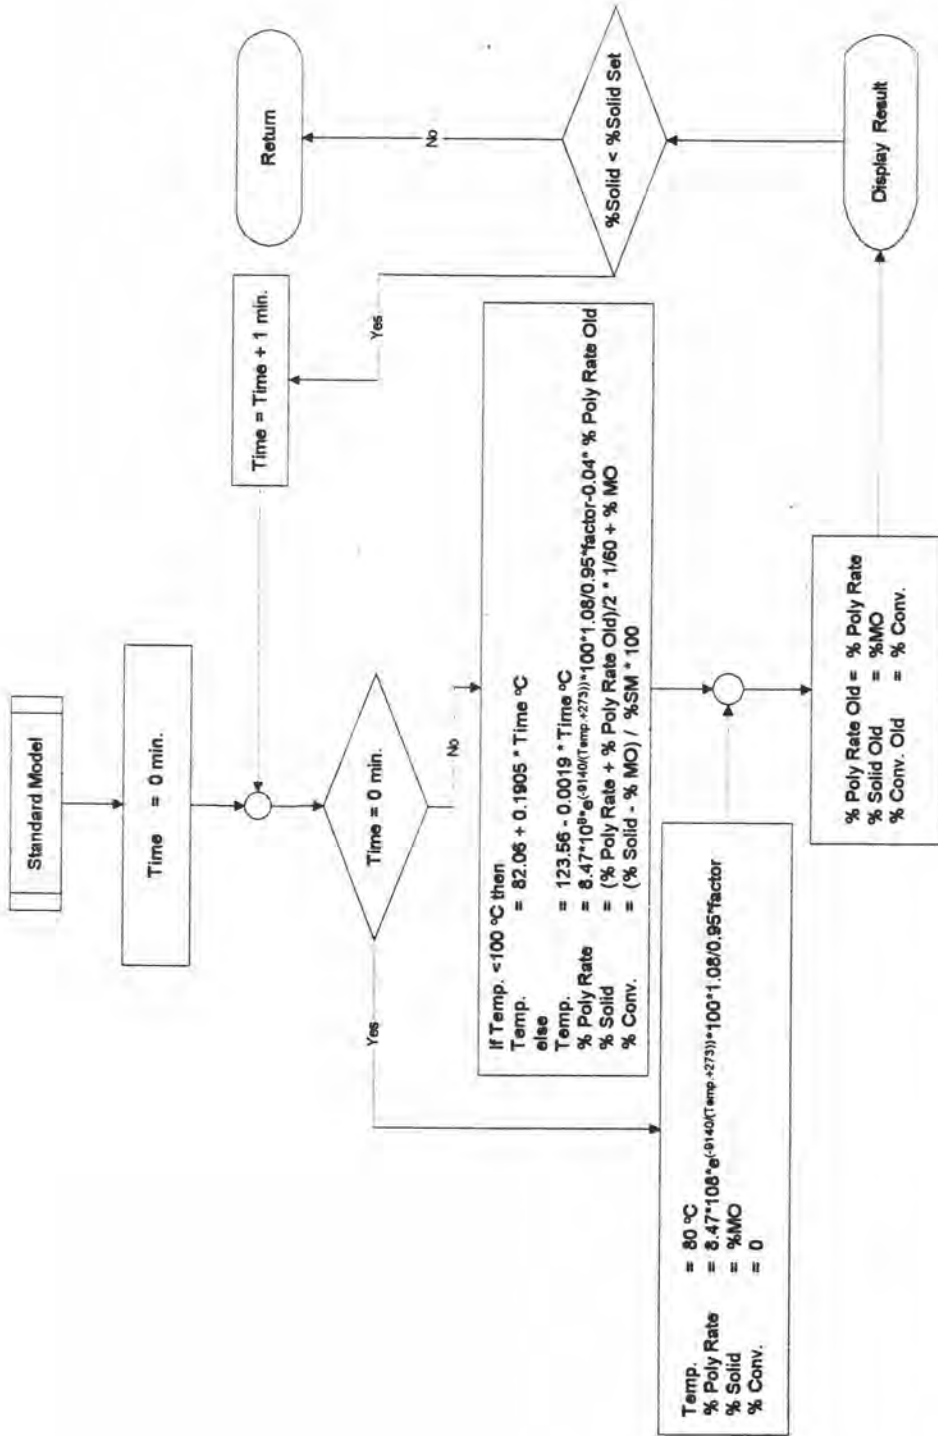 Standard Model
Time = 0 min.
Time = Time + 1 min.
Return
Time = 0 min.
Yes
No
Yes
No
%Solid < %Solid Set
If Temp. <100 °C then
Temp. = 82.06 + 0.1905 * Time °C
else
Temp. = 123.56 - 0.0019 * Time °C
% Poly Rate = 8.47*10⁸*e(-9140/(Temp.+273))*100*1.08/0.95*factor-0.04* % Poly Rate Old
% Solid = (% Poly Rate + % Poly Rate Old)/2 * 1/60 + % MO
% Conv. = (% Solid - % MO) / %SM * 100
Temp. = 80 °C
% Poly Rate = 8.47*108*e(-9140/(Temp.+273))*100*1.08/0.95*factor
% Solid = %MO
% Conv. = 0
% Poly Rate Old = % Poly Rate
% Solid Old = %MO
% Conv. Old = % Conv.
Display Result